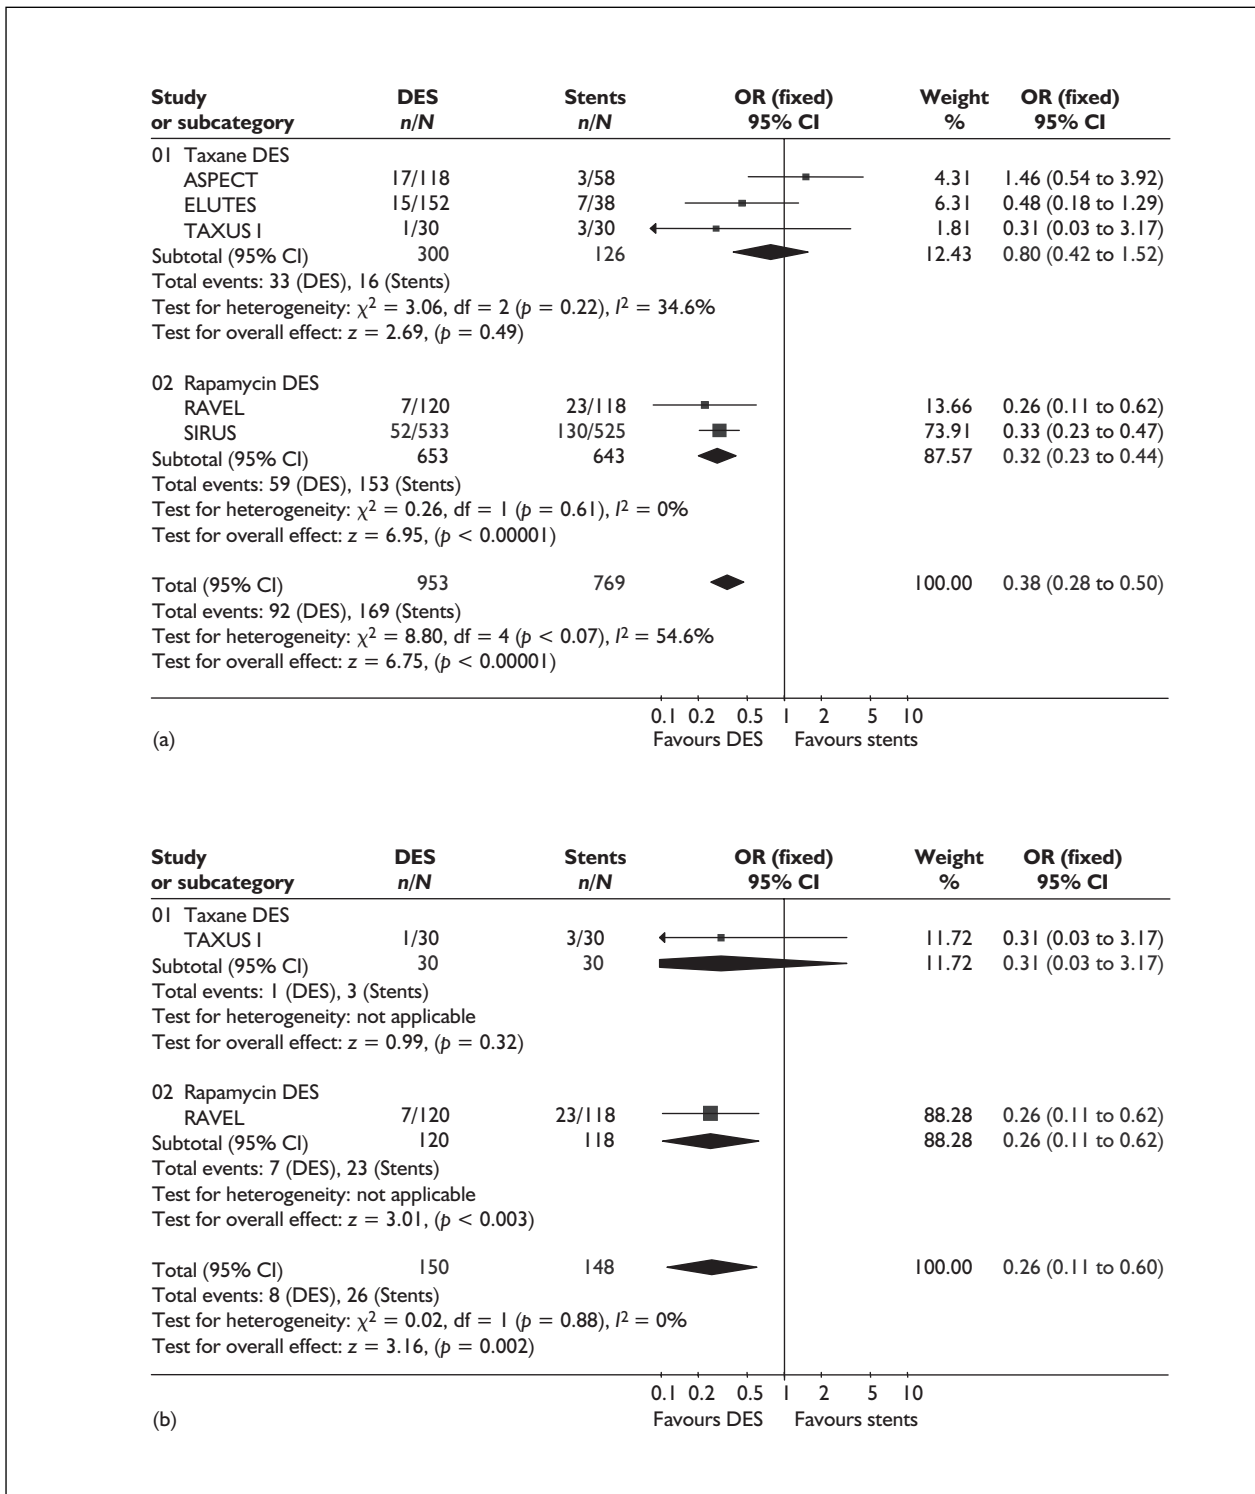 Study DES Stents OR (fixed) Weight OR (fixed)
or subcategory n/N n/N 95% CI % 95% CI
01 Taxane DES
ASPECT 17/118 3/58 4.31 1.46 (0.54 to 3.92)
ELUTES 15/152 7/38 6.31 0.48 (0.18 to 1.29)
TAXUS I 1/30 3/30 1.81 0.31 (0.03 to 3.17)
Subtotal (95% CI) 300 126 12.43 0.80 (0.42 to 1.52)
Total events: 33 (DES), 16 (Stents)
Test for heterogeneity: χ² = 3.06, df = 2 (p = 0.22), I² = 34.6%
Test for overall effect: z = 2.69, (p = 0.49)
02 Rapamycin DES
RAVEL 7/120 23/118 13.66 0.26 (0.11 to 0.62)
SIRUS 52/533 130/525 73.91 0.33 (0.23 to 0.47)
Subtotal (95% CI) 653 643 87.57 0.32 (0.23 to 0.44)
Total events: 59 (DES), 153 (Stents)
Test for heterogeneity: χ² = 0.26, df = 1 (p = 0.61), I² = 0%
Test for overall effect: z = 6.95, (p < 0.00001)
Total (95% CI) 953 769 100.00 0.38 (0.28 to 0.50)
Total events: 92 (DES), 169 (Stents)
Test for heterogeneity: χ² = 8.80, df = 4 (p < 0.07), I² = 54.6%
Test for overall effect: z = 6.75, (p < 0.00001)
0.1 0.2 0.5 1 2 5 10
(a) Favours DES Favours stents
Study DES Stents OR (fixed) Weight OR (fixed)
or subcategory n/N n/N 95% CI % 95% CI
01 Taxane DES
TAXUS I 1/30 3/30 11.72 0.31 (0.03 to 3.17)
Subtotal (95% CI) 30 30 11.72 0.31 (0.03 to 3.17)
Total events: 1 (DES), 3 (Stents)
Test for heterogeneity: not applicable
Test for overall effect: z = 0.99, (p = 0.32)
02 Rapamycin DES
RAVEL 7/120 23/118 88.28 0.26 (0.11 to 0.62)
Subtotal (95% CI) 120 118 88.28 0.26 (0.11 to 0.62)
Total events: 7 (DES), 23 (Stents)
Test for heterogeneity: not applicable
Test for overall effect: z = 3.01, (p < 0.003)
Total (95% CI) 150 148 100.00 0.26 (0.11 to 0.60)
Total events: 8 (DES), 26 (Stents)
Test for heterogeneity: χ² = 0.02, df = 1 (p = 0.88), I² = 0%
Test for overall effect: z = 3.16, (p = 0.002)
0.1 0.2 0.5 1 2 5 10
(b) Favours DES Favours stents